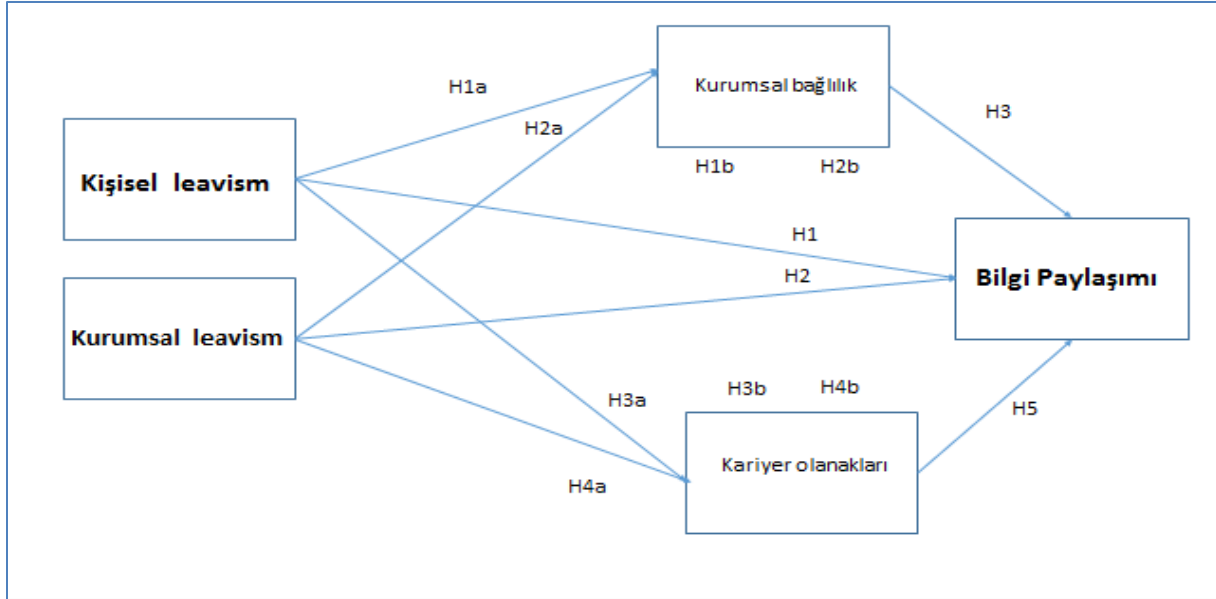 Kurumsal bağlılık
H1a
H3
H2a
H1b
H2b
Kişisel leavism
H1
H2
Bilgi Paylaşımı
Kurumsal leavism
H3b
H4b
H3a
H5
Kariyer olanakları
H4a